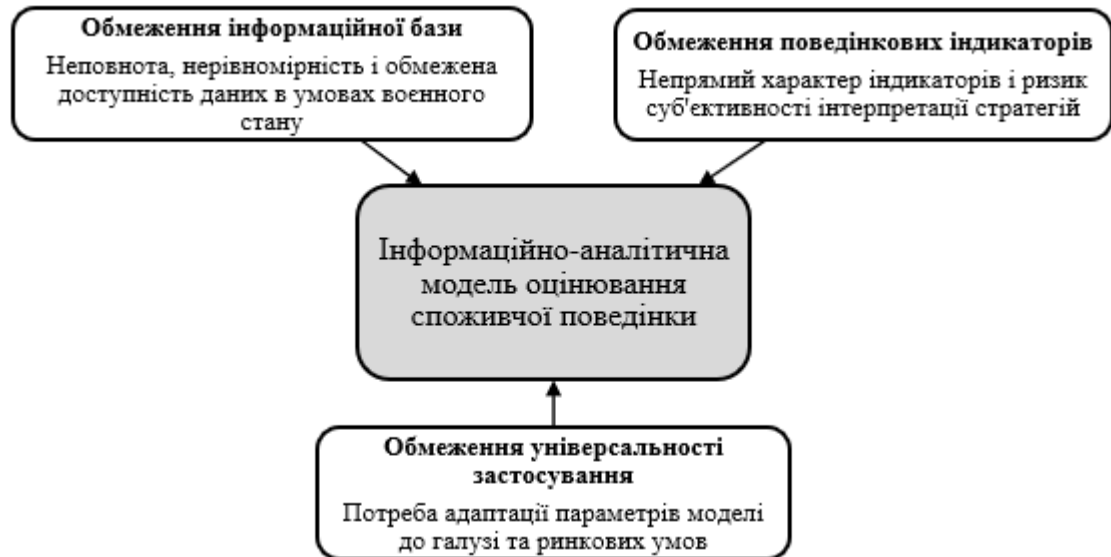 Обмеження інформаційної бази
Неповнота, нерівномірність і обмежена
доступність даних в умовах воєнного
стану
Обмеження поведінкових індикаторів
Непрямий характер індикаторів і ризик
суб'єктивності інтерпретації стратегій
Інформаційно-аналітична
модель оцінювання
споживчої поведінки
Обмеження універсальності
застосування
Потреба адаптації параметрів моделі
до галузі та ринкових умов